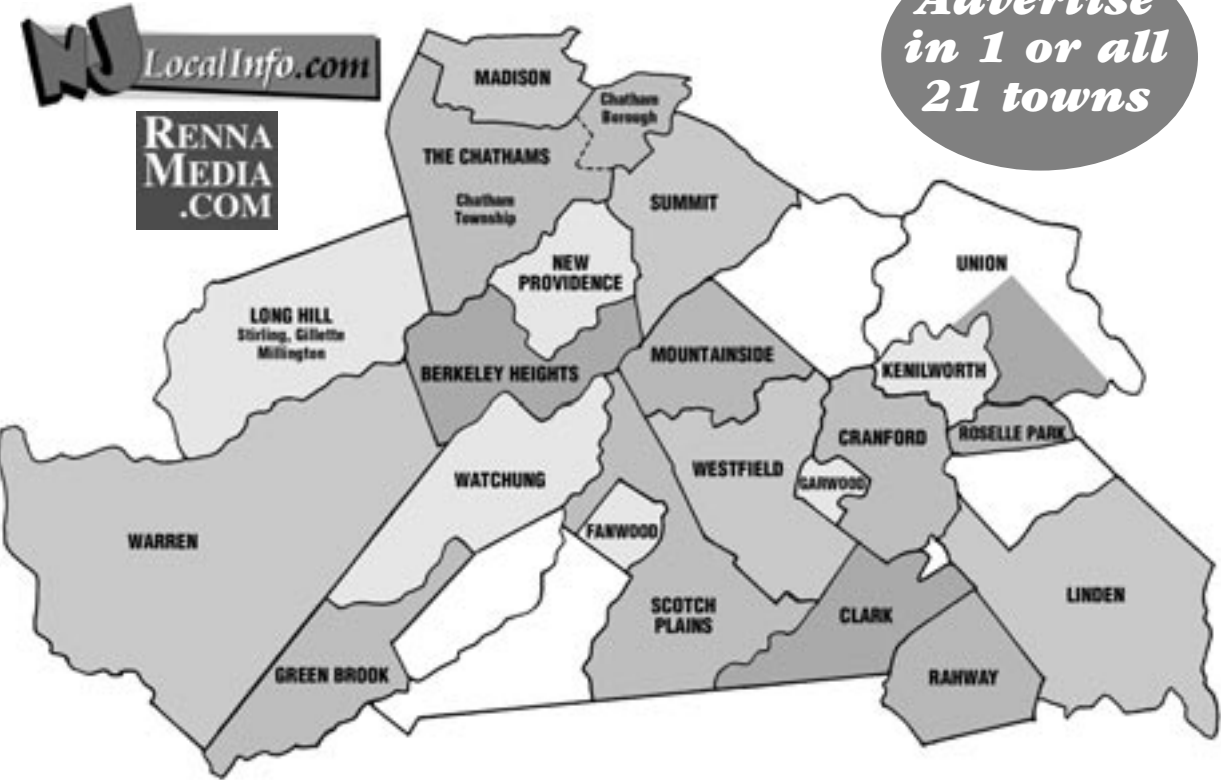 NJ
LocalInfo.com
RENNA
MEDIA
.COM
Advertise
in 1 or all
21 towns
MADISON
Chatham
Borough
THE CHATHAMS
Chatham
Township
SUMMIT
NEW
PROVIDENCE
UNION
LONG HILL
Stirling, Gillette
Millington
BERKELEY HEIGHTS
MOUNTAINSIDE
KENILWORTH
CRANFORD
ROSELLE PARK
WATCHUNG
WESTFIELD
GARWOOD
FANWOOD
WARREN
SCOTCH
PLAINS
CLARK
LINDEN
GREEN BROOK
RAHWAY